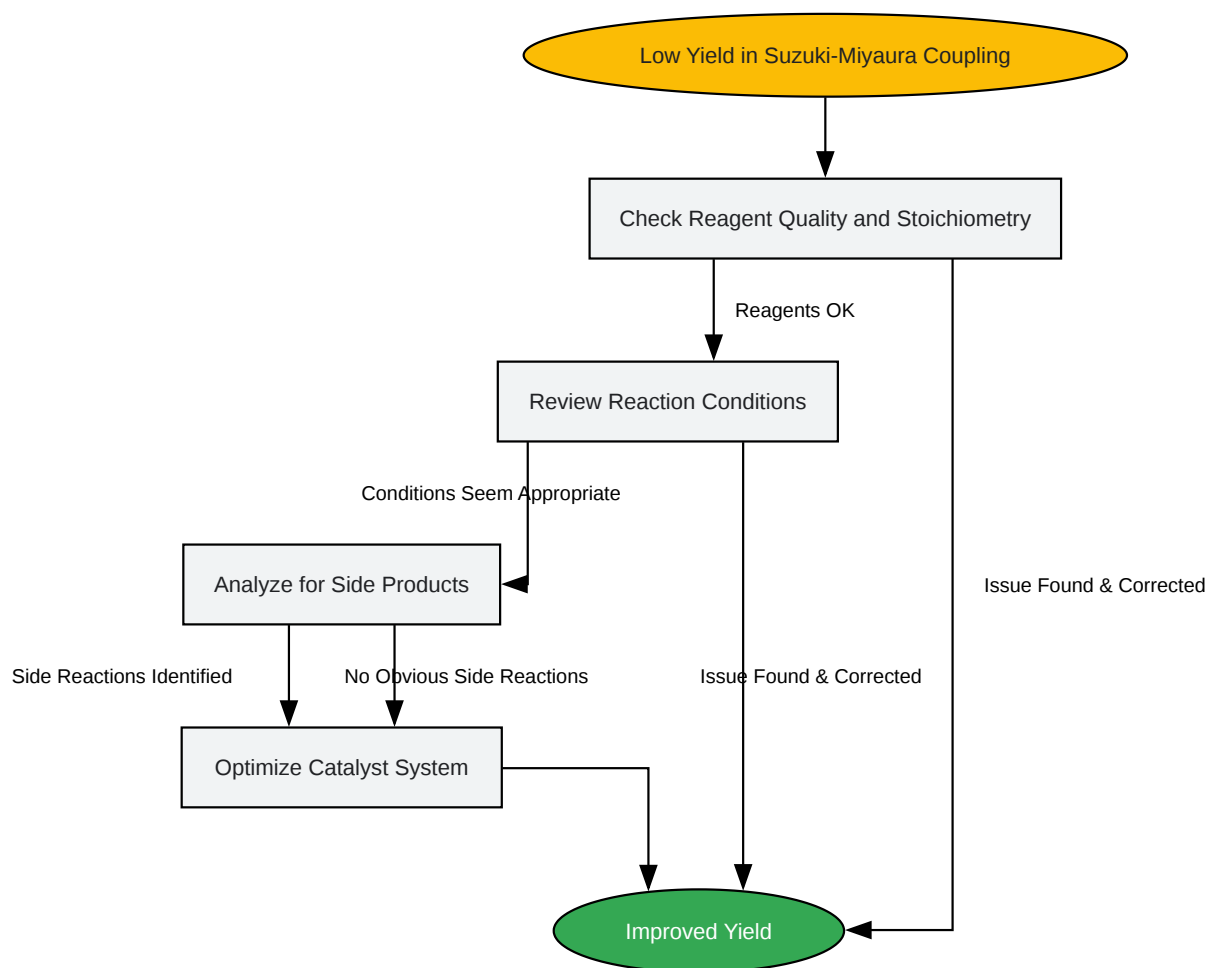 Low Yield in Suzuki-Miyaura Coupling
Check Reagent Quality and Stoichiometry
Reagents OK
Review Reaction Conditions
Conditions Seem Appropriate
Analyze for Side Products
Issue Found & Corrected
Side Reactions Identified
No Obvious Side Reactions
Issue Found & Corrected
Optimize Catalyst System
Improved Yield